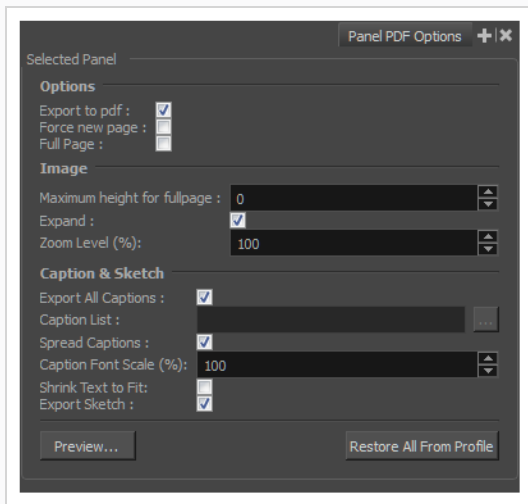 Panel PDF Options
Selected Panel
Options
Export to pdf :
Force new page :
Full Page :
Image
Maximum height for fullpage : 0
Expand :
Zoom Level (%): 100
Caption & Sketch
Export All Captions :
Caption List : ...
Spread Captions :
Caption Font Scale (%): 100
Shrink Text to Fit:
Export Sketch :
Preview... Restore All From Profile